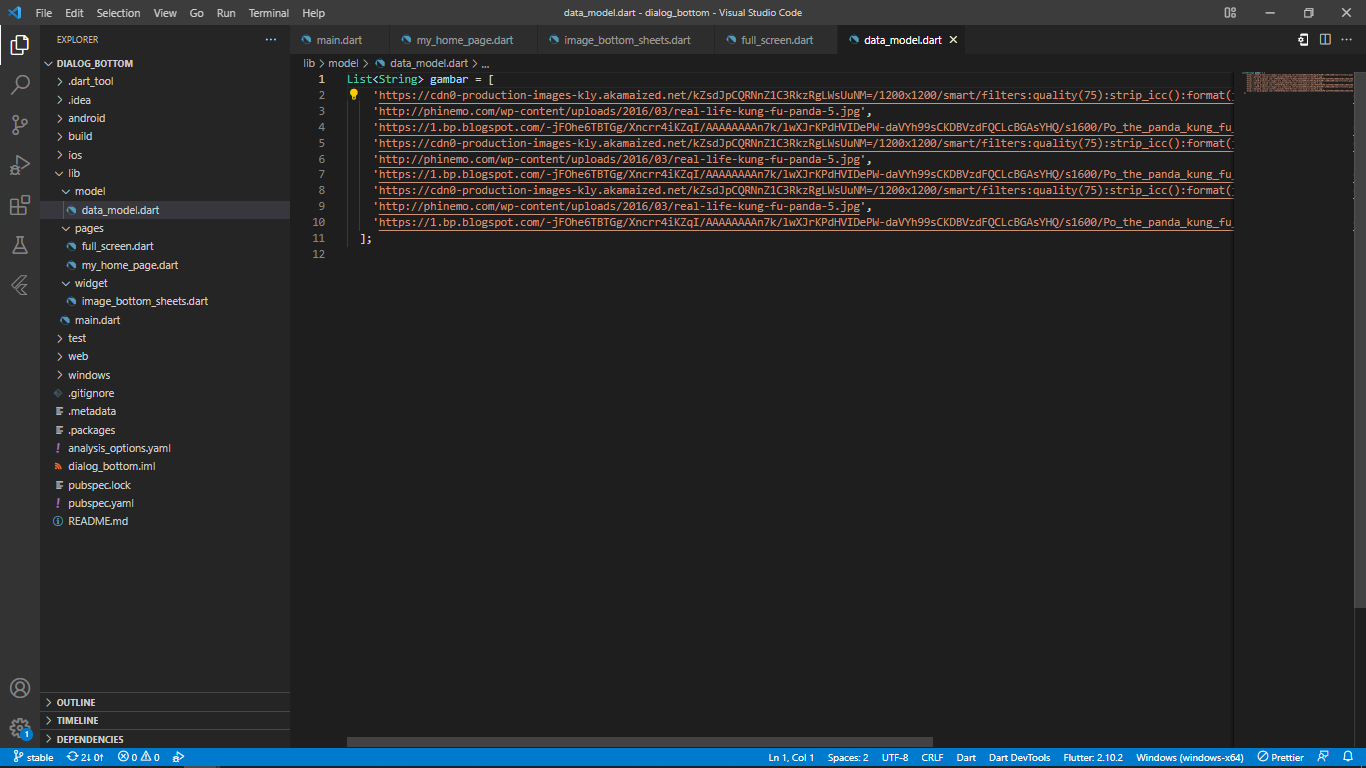 File Edit Selection View Go Run Terminal Help
data_model.dart - dialog_bottom - Visual Studio Code
EXPLORER
DIALOG_BOTTOM
.dart_tool
.idea
android
build
ios
lib
model
data_model.dart
pages
full_screen.dart
my_home_page.dart
widget
image_bottom_sheets.dart
main.dart
test
web
windows
.gitignore
.metadata
.packages
analysis_options.yaml
dialog_bottom.iml
pubspec.lock
pubspec.yaml
README.md
OUTLINE
TIMELINE
DEPENDENCIES
main.dart my_home_page.dart image_bottom_sheets.dart full_screen.dart data_model.dart
lib > model > data_model.dart > ...
1 List<String> gambar = [
2 'https://cdn0-production-images-kly.akamaized.net/kZsdJpCQRNnZ1C3RkzRgLWsUuNM=/1200x1200/smart/filters:quality(75):strip_icc():format(
3 'http://phinemo.com/wp-content/uploads/2016/03/real-life-kung-fu-panda-5.jpg',
4 'https://1.bp.blogspot.com/-jFOhe6TBTGg/Xncrr4iKZqI/AAAAAAAAn7k/lwXJrKPdHVIDePW-daVYh99sCKDBVzdFQCLcBGAsYHQ/s1600/Po_the_panda_kung_fu_
5 'https://cdn0-production-images-kly.akamaized.net/kZsdJpCQRNnZ1C3RkzRgLWsUuNM=/1200x1200/smart/filters:quality(75):strip_icc():format(
6 'http://phinemo.com/wp-content/uploads/2016/03/real-life-kung-fu-panda-5.jpg',
7 'https://1.bp.blogspot.com/-jFOhe6TBTGg/Xncrr4iKZqI/AAAAAAAAn7k/lwXJrKPdHVIDePW-daVYh99sCKDBVzdFQCLcBGAsYHQ/s1600/Po_the_panda_kung_fu_
8 'https://cdn0-production-images-kly.akamaized.net/kZsdJpCQRNnZ1C3RkzRgLWsUuNM=/1200x1200/smart/filters:quality(75):strip_icc():format(
9 'http://phinemo.com/wp-content/uploads/2016/03/real-life-kung-fu-panda-5.jpg',
10 'https://1.bp.blogspot.com/-jFOhe6TBTGg/Xncrr4iKZqI/AAAAAAAAn7k/lwXJrKPdHVIDePW-daVYh99sCKDBVzdFQCLcBGAsYHQ/s1600/Po_the_panda_kung_fu_
11 ];
12
1
stable 2↓ 0↑ 0 0 Ln 1, Col 1 Spaces: 2 UTF-8 CRLF Dart Dart DevTools Flutter: 2.10.2 Windows (windows-x64) Prettier